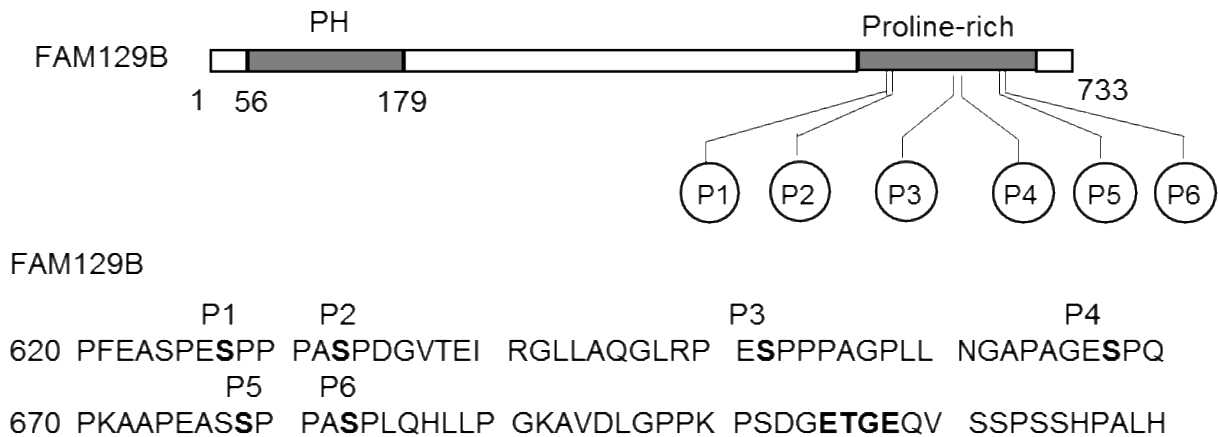 PH Proline-rich
FAM129B
1 56 179 733
P1 P2 P3 P4 P5 P6
FAM129B
P1 P2 P3 P4
620 PFEASPESPP PASPDGVTEI RGLLAQGLRP ESPPPAGPLL NGAPAGESPQ
P5 P6
670 PKAAPEASSP PASPLQHLLP GKAVDLGPPK PSDGETGEQV SSPSSHPALH